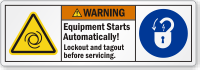 WARNING
Equipment Starts
Automatically!
Lockout and tagout
before servicing.